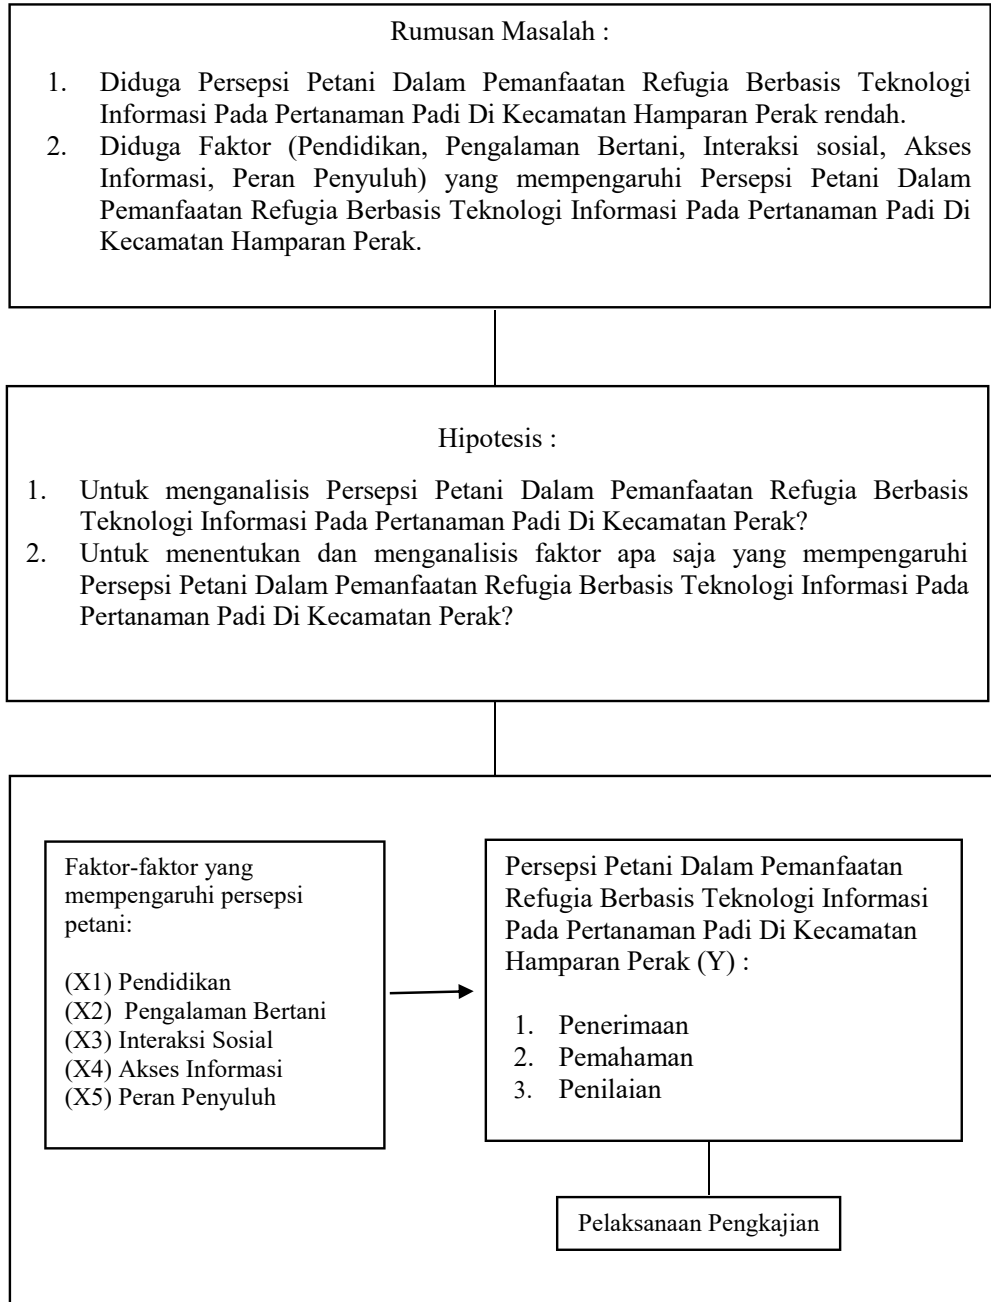 Rumusan Masalah :
1. Diduga Persepsi Petani Dalam Pemanfaatan Refugia Berbasis Teknologi
Informasi Pada Pertanaman Padi Di Kecamatan Hamparan Perak rendah.
2. Diduga Faktor (Pendidikan, Pengalaman Bertani, Interaksi sosial, Akses
Informasi, Peran Penyuluh) yang mempengaruhi Persepsi Petani Dalam
Pemanfaatan Refugia Berbasis Teknologi Informasi Pada Pertanaman Padi Di
Kecamatan Hamparan Perak.
Hipotesis :
1. Untuk menganalisis Persepsi Petani Dalam Pemanfaatan Refugia Berbasis
Teknologi Informasi Pada Pertanaman Padi Di Kecamatan Perak?
2. Untuk menentukan dan menganalisis faktor apa saja yang mempengaruhi
Persepsi Petani Dalam Pemanfaatan Refugia Berbasis Teknologi Informasi Pada
Pertanaman Padi Di Kecamatan Perak?
Faktor-faktor yang
mempengaruhi persepsi
petani:
(X1) Pendidikan
(X2) Pengalaman Bertani
(X3) Interaksi Sosial
(X4) Akses Informasi
(X5) Peran Penyuluh
Persepsi Petani Dalam Pemanfaatan
Refugia Berbasis Teknologi Informasi
Pada Pertanaman Padi Di Kecamatan
Hamparan Perak (Y) :
1. Penerimaan
2. Pemahaman
3. Penilaian
Pelaksanaan Pengkajian